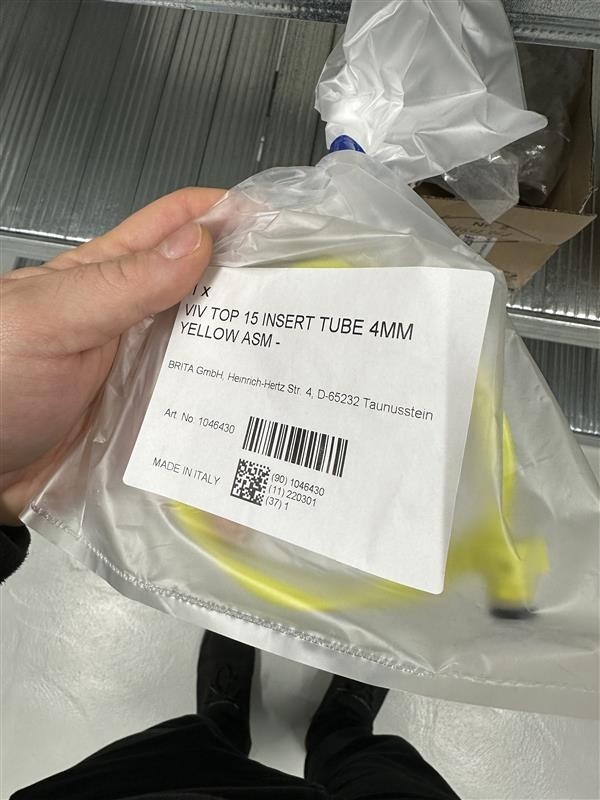 1 X
VIV TOP 15 INSERT TUBE 4MM
YELLOW ASM -
BRITA GmbH, Heinrich-Hertz Str. 4, D-65232 Taunusstein
Art. No. 1046430
MADE IN ITALY
(90) 1046430
(11) 220301
(37) 1